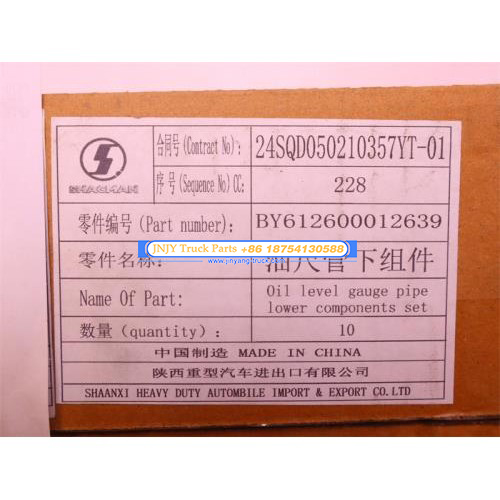 SHACMAN
合同号(Contract No): 24SQD050210357YT-01
序号(Sequence No)CC: 228
零件编号(Part number): BY612600012639
JNJY Truck Parts +86 18754130588
www.jinyang-truck.com
零件名称: 油尺管下组件
Name Of Part: Oil level gauge pipe
lower components set
数量(quantity): 10
中国制造 MADE IN CHINA
陕西重型汽车进出口有限公司
SHAANXI HEAVY DUTY AUTOMBILE IMPORT & EXPORT CO.LTD